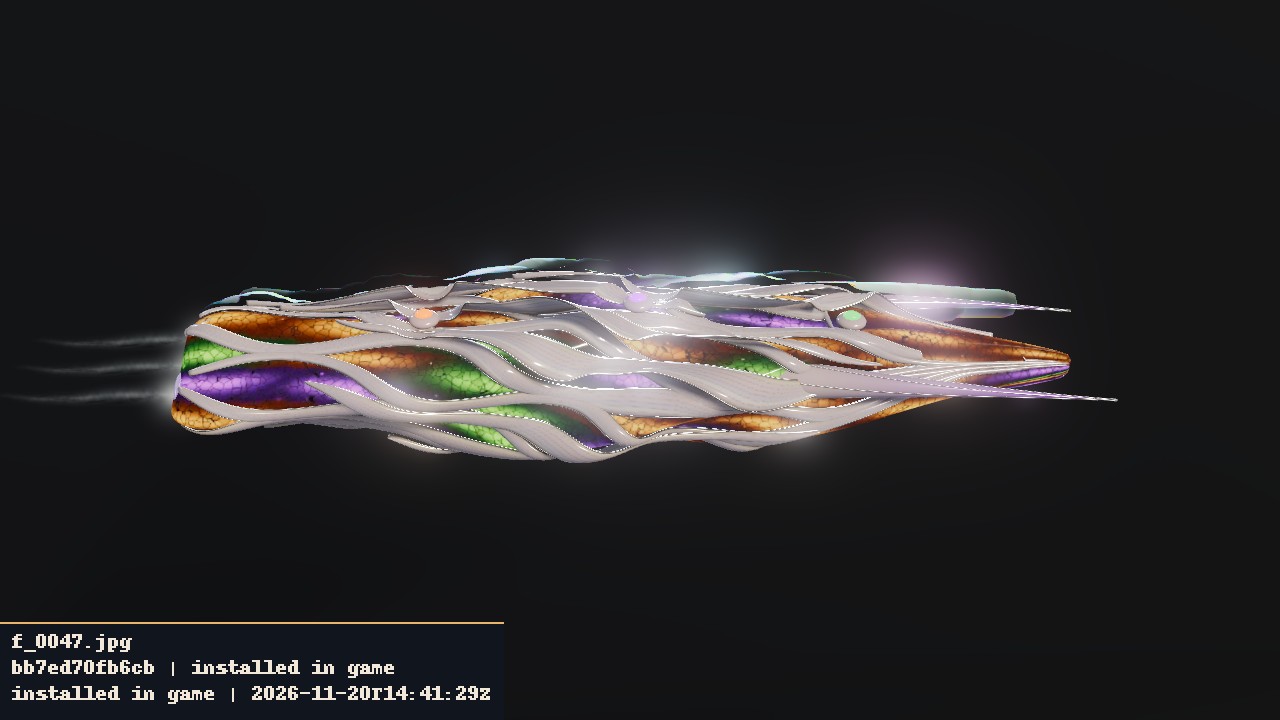 f_0047.jpg
bb7ed70fb6cb | installed in game
installed in game | 2026-11-20T14:41:29Z